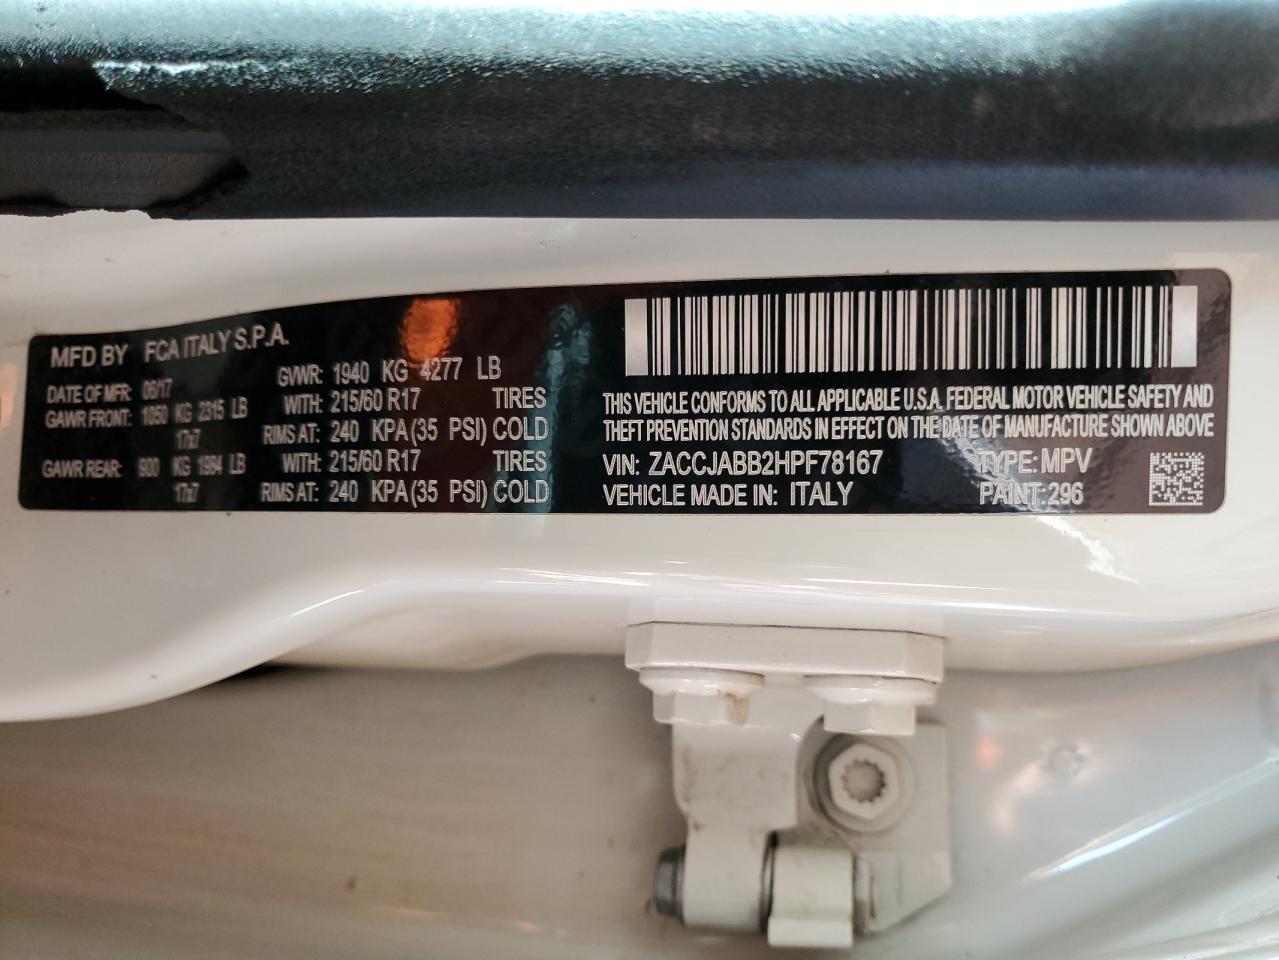 MFD BY FCA ITALY S.P.A.
DATE OF MFR: 06/17 GVWR: 1940 KG 4277 LB
GAWR FRONT: 1050 KG 2315 LB WITH: 215/60 R17 TIRES
17x7 RIMS AT: 240 KPA (35 PSI) COLD
GAWR REAR: 900 KG 1984 LB WITH: 215/60 R17 TIRES
17x7 RIMS AT: 240 KPA (35 PSI) COLD
THIS VEHICLE CONFORMS TO ALL APPLICABLE U.S.A. FEDERAL MOTOR VEHICLE SAFETY AND
THEFT PREVENTION STANDARDS IN EFFECT ON THE DATE OF MANUFACTURE SHOWN ABOVE
VIN: ZACCJABB2HPF78167 TYPE: MPV
VEHICLE MADE IN: ITALY PAINT: 296